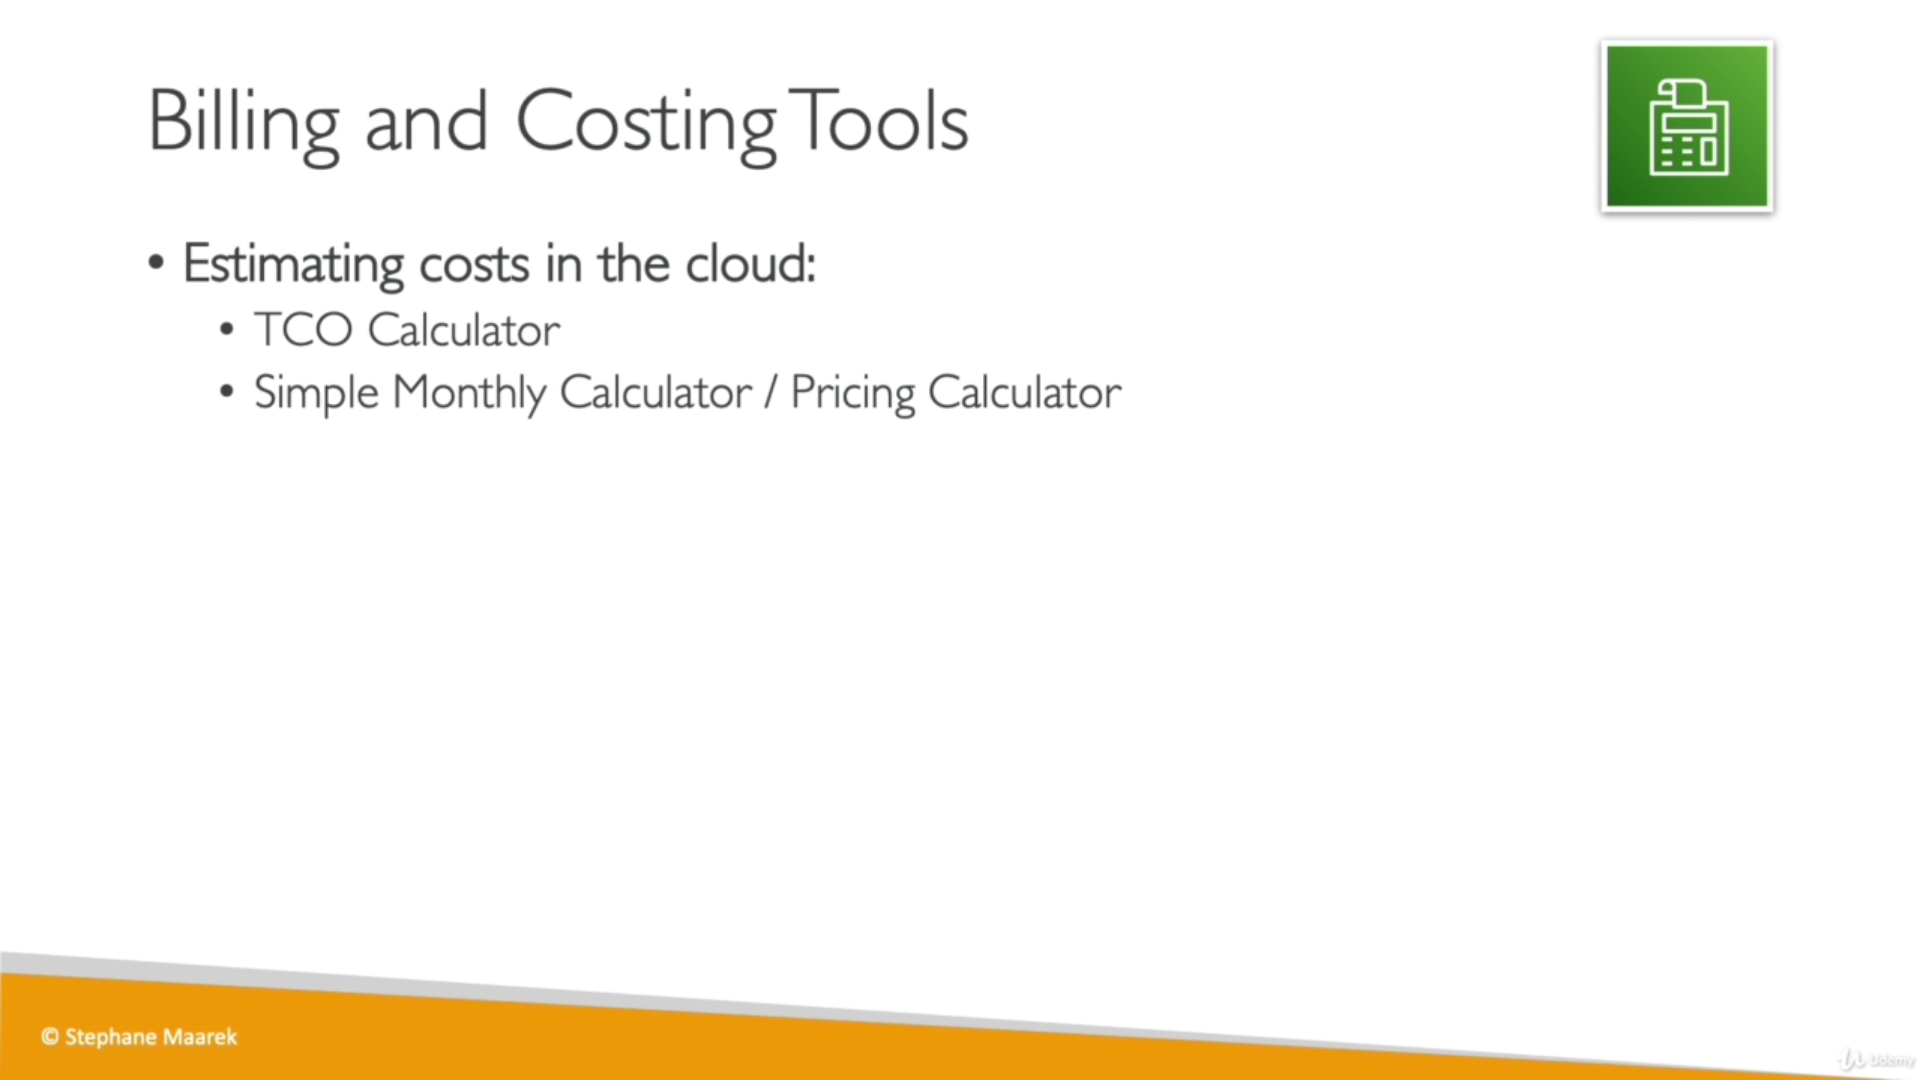 Billing and Costing Tools
• Estimating costs in the cloud:
• TCO Calculator
• Simple Monthly Calculator / Pricing Calculator
© Stephane Maarek
Udemy